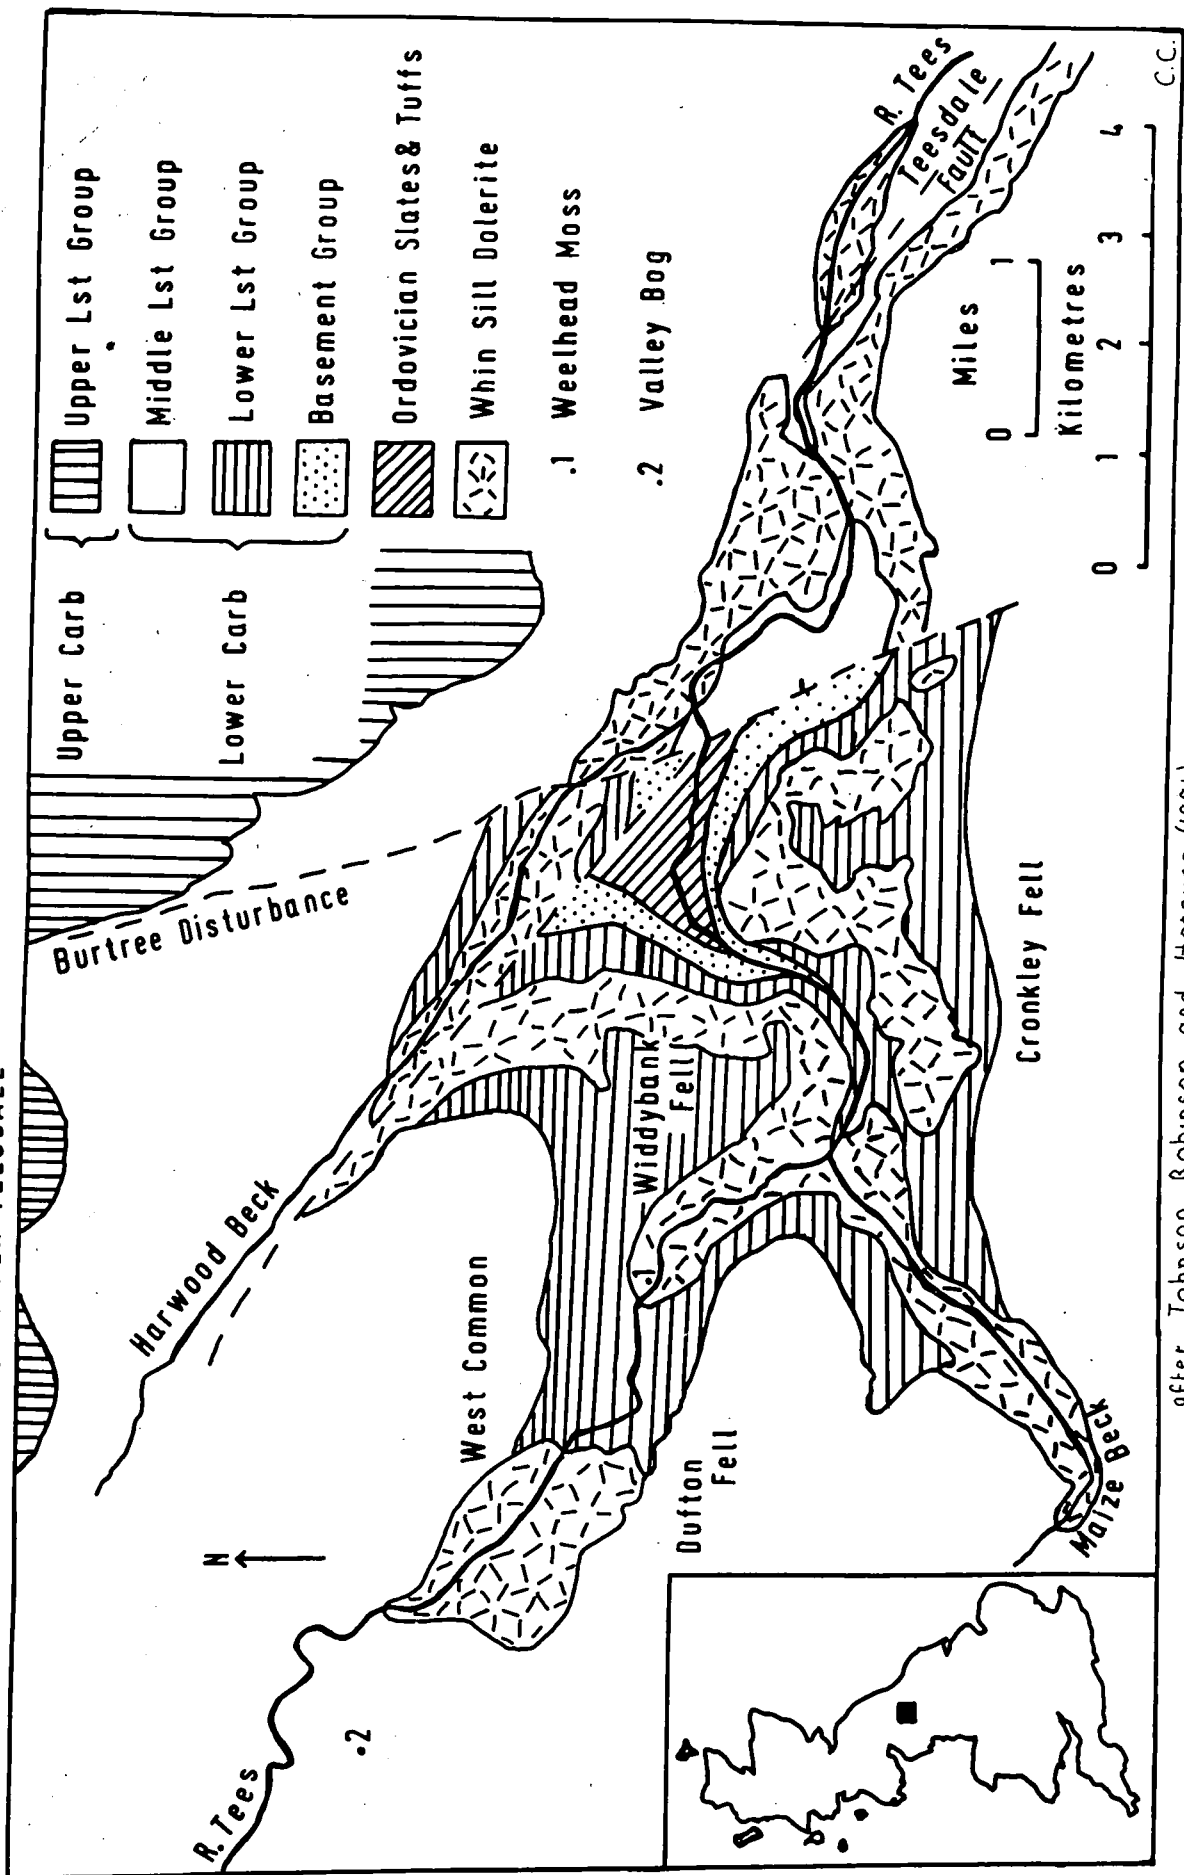 Upper Carb
Lower Carb
Upper Lst Group
Middle Lst Group
Lower Lst Group
Basement Group
Ordovician Slates & Tuffs
Whin Sill Dolerite
.1 Weelhead Moss
.2 Valley Bog
Burtree Disturbance
Harwood Beck
N
R. Tees
.2
West Common
Widdybank
Fell
.1
Dufton
Fell
Cronkley Fell
Maize Beck
R. Tees
Teesdale
Fault
Miles
0 1
Kilometres
0 1 2 3 4
C.C.
after Johnson, Robinson and